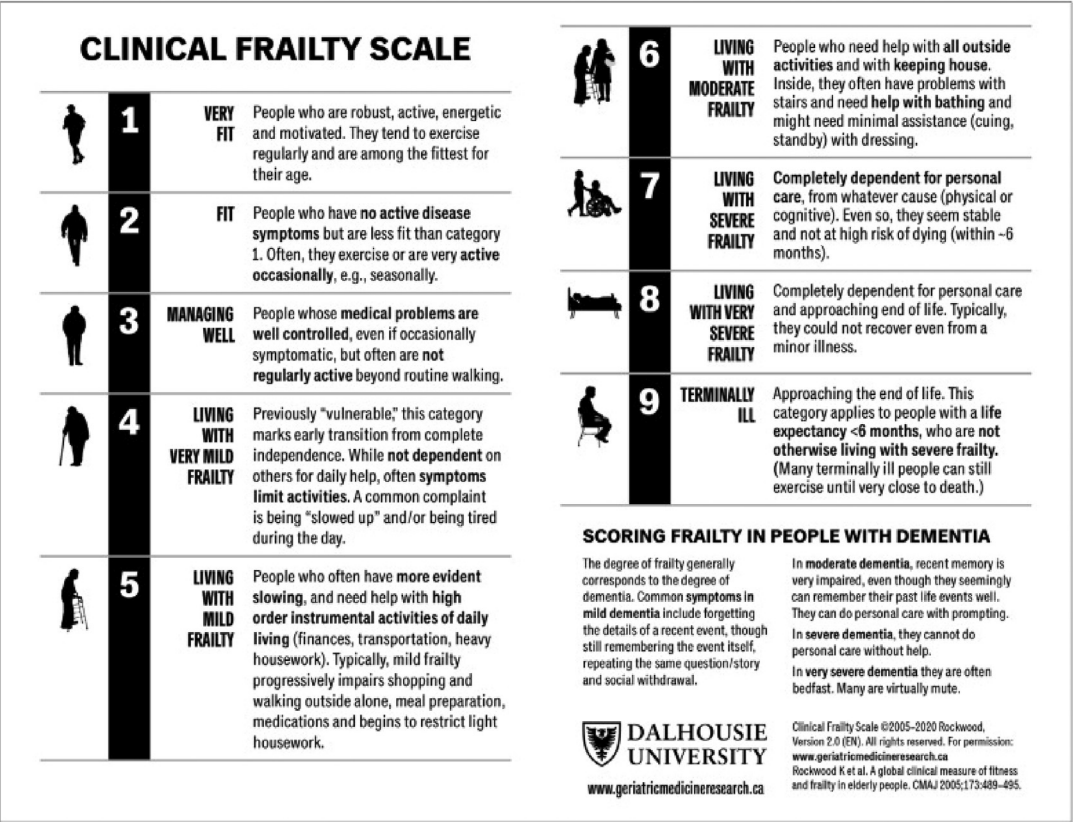 CLINICAL FRAILTY SCALE
1
VERY
FIT
People who are robust, active, energetic
and motivated. They tend to exercise
regularly and are among the fittest for
their age.
2
FIT
People who have no active disease
symptoms but are less fit than category
1. Often, they exercise or are very active
occasionally, e.g., seasonally.
3
MANAGING
WELL
People whose medical problems are
well controlled, even if occasionally
symptomatic, but often are not
regularly active beyond routine walking.
4
LIVING
WITH
VERY MILD
FRAILTY
Previously “vulnerable,” this category
marks early transition from complete
independence. While not dependent on
others for daily help, often symptoms
limit activities. A common complaint
is being “slowed up” and/or being tired
during the day.
5
LIVING
WITH
MILD
FRAILTY
People who often have more evident
slowing, and need help with high
order instrumental activities of daily
living (finances, transportation, heavy
housework). Typically, mild frailty
progressively impairs shopping and
walking outside alone, meal preparation,
medications and begins to restrict light
housework.
6
LIVING
WITH
MODERATE
FRAILTY
People who need help with all outside
activities and with keeping house.
Inside, they often have problems with
stairs and need help with bathing and
might need minimal assistance (cuing,
standby) with dressing.
7
LIVING
WITH
SEVERE
FRAILTY
Completely dependent for personal
care, from whatever cause (physical or
cognitive). Even so, they seem stable
and not at high risk of dying (within ~6
months).
8
LIVING
WITH VERY
SEVERE
FRAILTY
Completely dependent for personal care
and approaching end of life. Typically,
they could not recover even from a
minor illness.
9
TERMINALLY
ILL
Approaching the end of life. This
category applies to people with a life
expectancy <6 months, who are not
otherwise living with severe frailty.
(Many terminally ill people can still
exercise until very close to death.)
SCORING FRAILTY IN PEOPLE WITH DEMENTIA
The degree of frailty generally
corresponds to the degree of
dementia. Common symptoms in
mild dementia include forgetting
the details of a recent event, though
still remembering the event itself,
repeating the same question/story
and social withdrawal.
In moderate dementia, recent memory is
very impaired, even though they seemingly
can remember their past life events well.
They can do personal care with prompting.
In severe dementia, they cannot do
personal care without help.
In very severe dementia they are often
bedfast. Many are virtually mute.
DALHOUSIE
UNIVERSITY
www.geriatricmedicineresearch.ca
Clinical Frailty Scale ©2005–2020 Rockwood,
Version 2.0 (EN). All rights reserved. For permission:
www.geriatricmedicineresearch.ca
Rockwood K et al. A global clinical measure of fitness
and frailty in elderly people. CMAJ 2005;173:489–495.